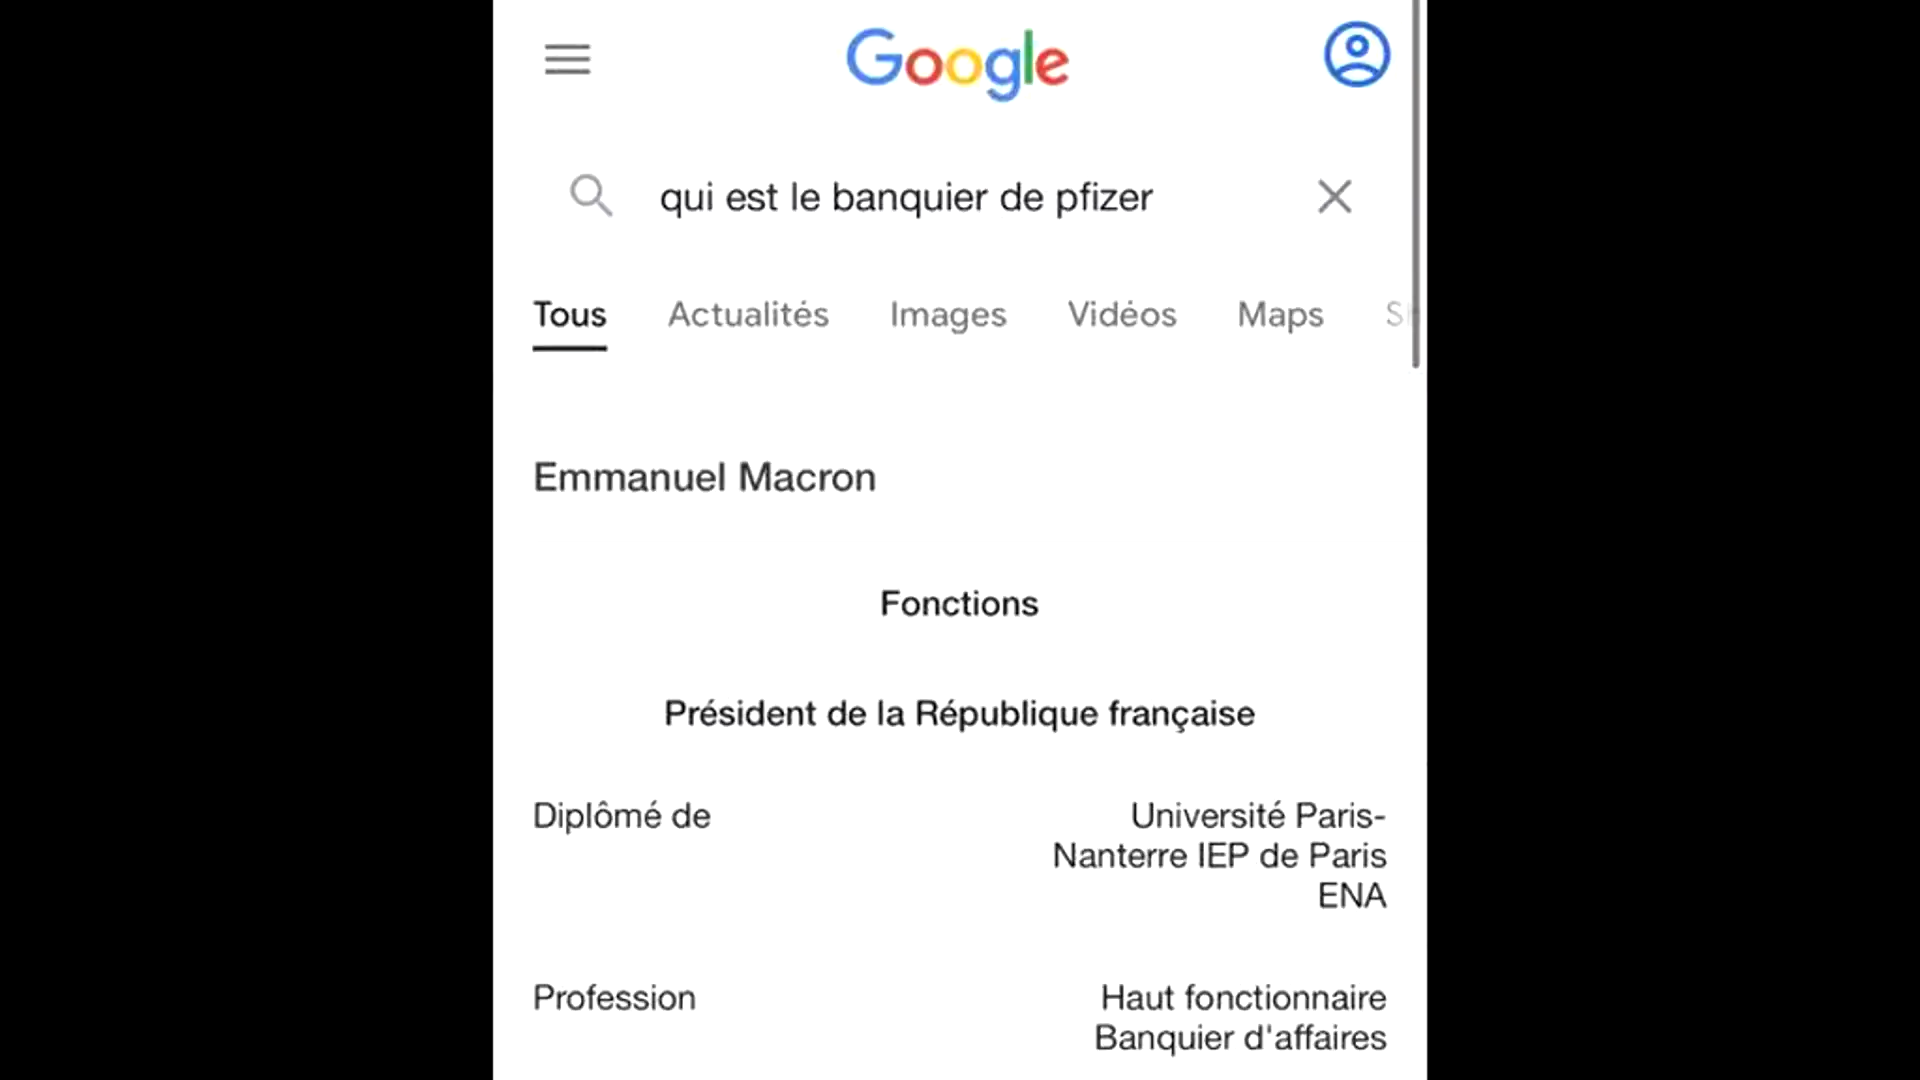 Google
qui est le banquier de pfizer
Tous Actualités Images Vidéos Maps
Emmanuel Macron
Fonctions
Président de la République française
Diplômé de Université Paris-
Nanterre IEP de Paris
ENA
Profession Haut fonctionnaire
Banquier d'affaires